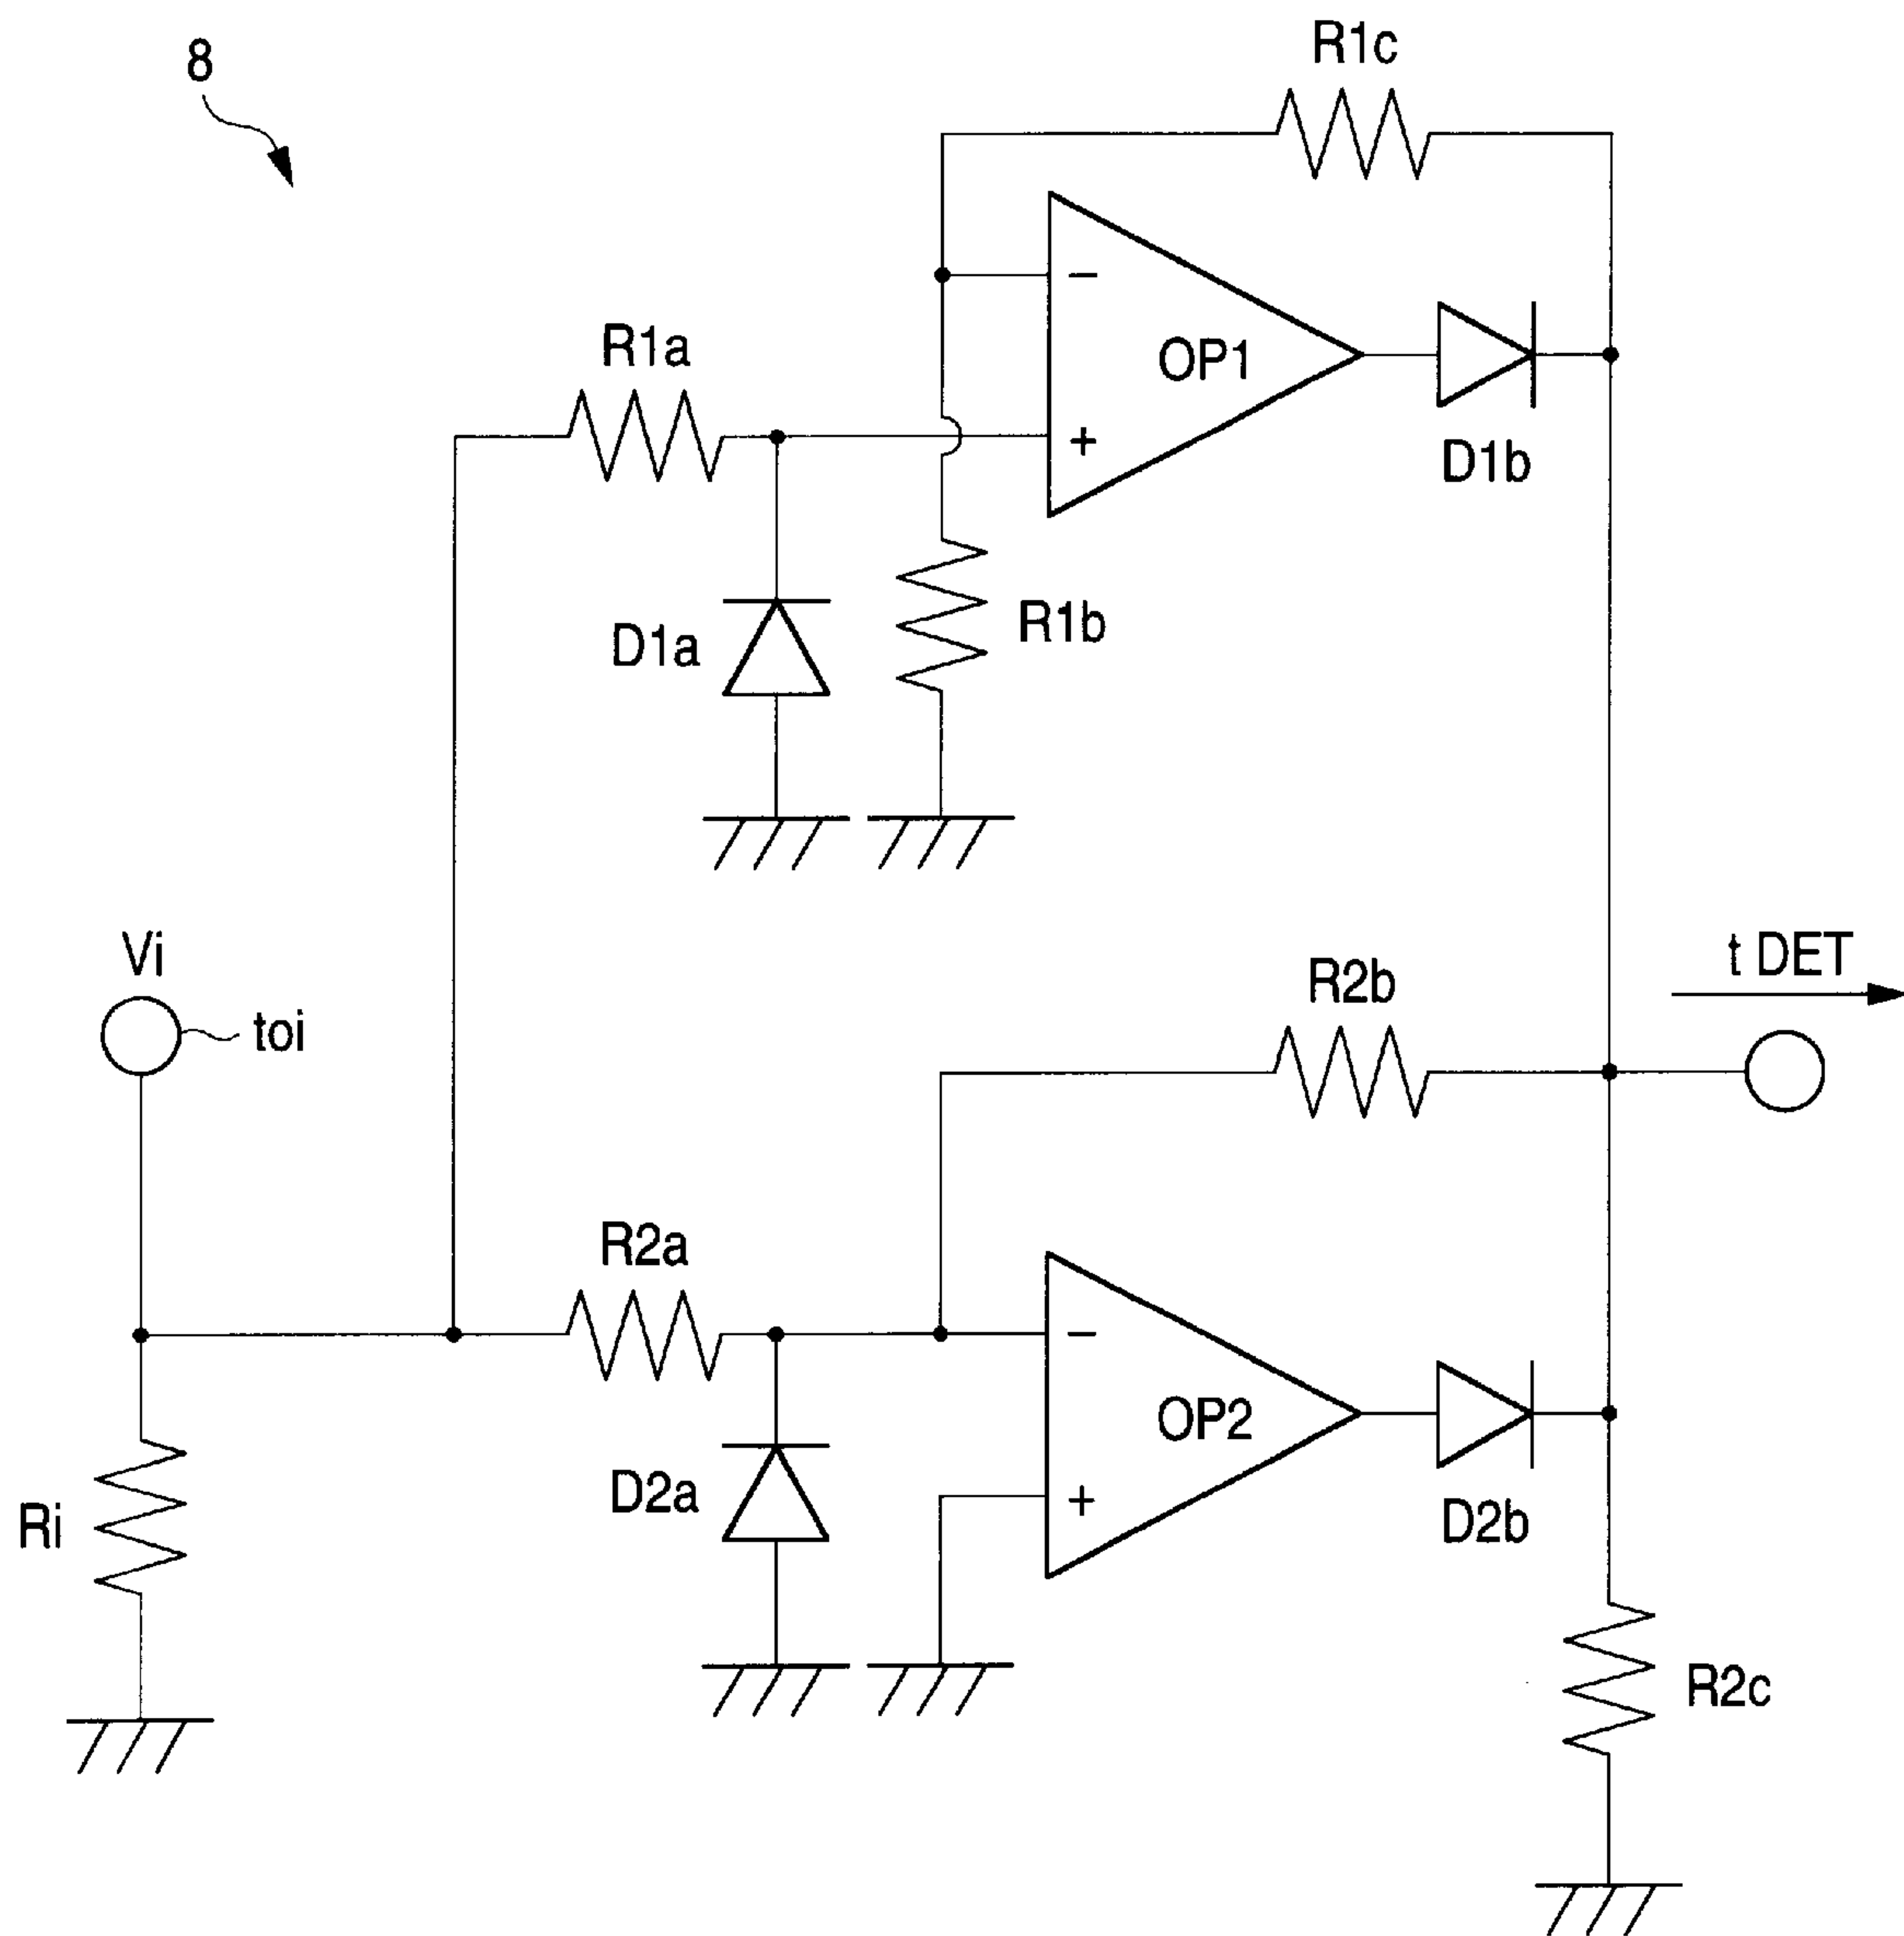 8
R1c
R1a
−
OP1
+
D1b
D1a
R1b
Vi
toi
R2b
t DET
R2a
−
OP2
+
D2a
D2b
Ri
R2c